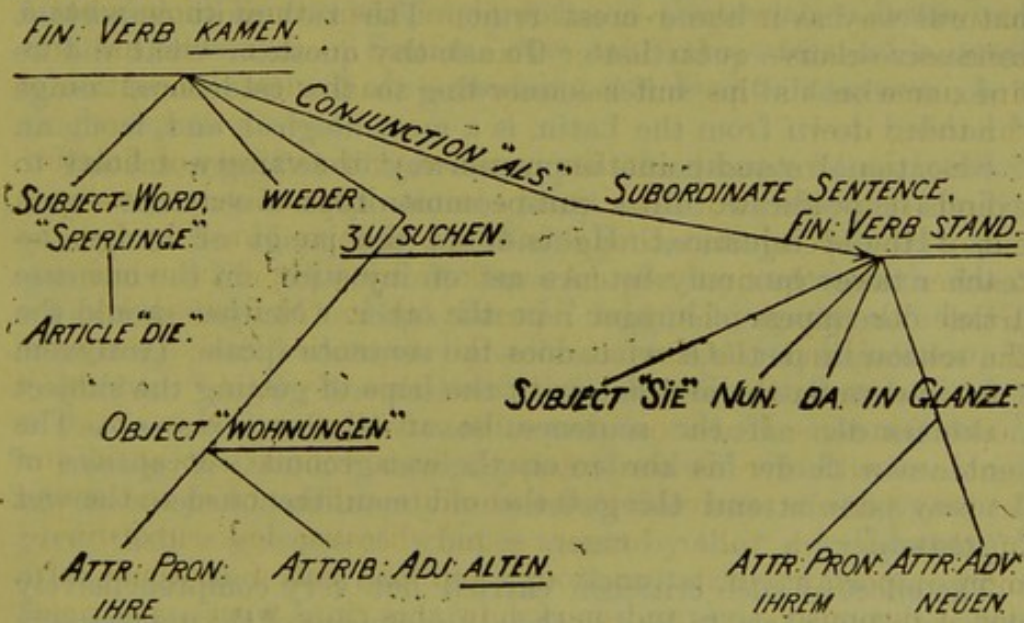 FIN: VERB KAMEN.
CONJUNCTION "ALS."
SUBJECT-WORD, WIEDER. SUBORDINATE SENTENCE.
"SPERLINGE" ZU SUCHEN. FIN: VERB STAND.
ARTICLE "DIE."
SUBJECT "SIE" NUN. DA. IN GLANZE.
OBJECT "WOHNUNGEN."
ATTR: PRON: ATTRIB: ADJ: ALTEN. ATTR: PRON: ATTR: ADV:
IHRE IHREM NEUEN.